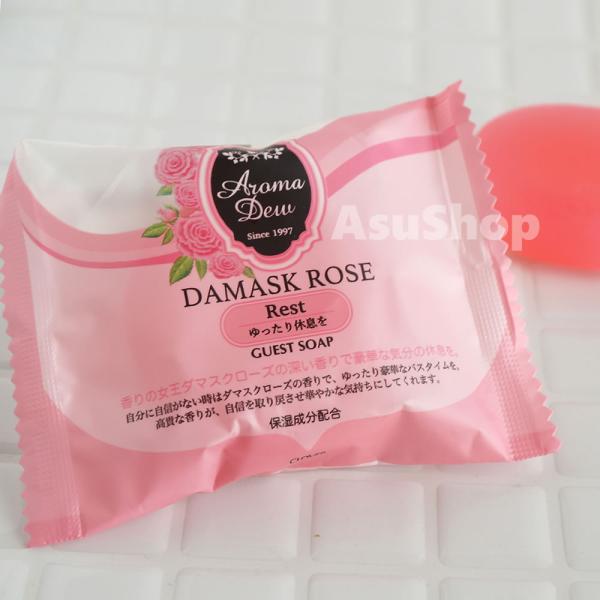 Aroma
Dew
Since 1997
AsuShop
DAMASK ROSE
Rest
ゆったり休息を
GUEST SOAP
香りの女王ダマスクローズの深い香りで豪華な気分の休息を。
自分に自信がない時はダマスクローズの香りで、ゆったり豪華なバスタイムを。
高貴な香りが、自信を取り戻させ華やかな気持ちにしてくれます。
保湿成分配合